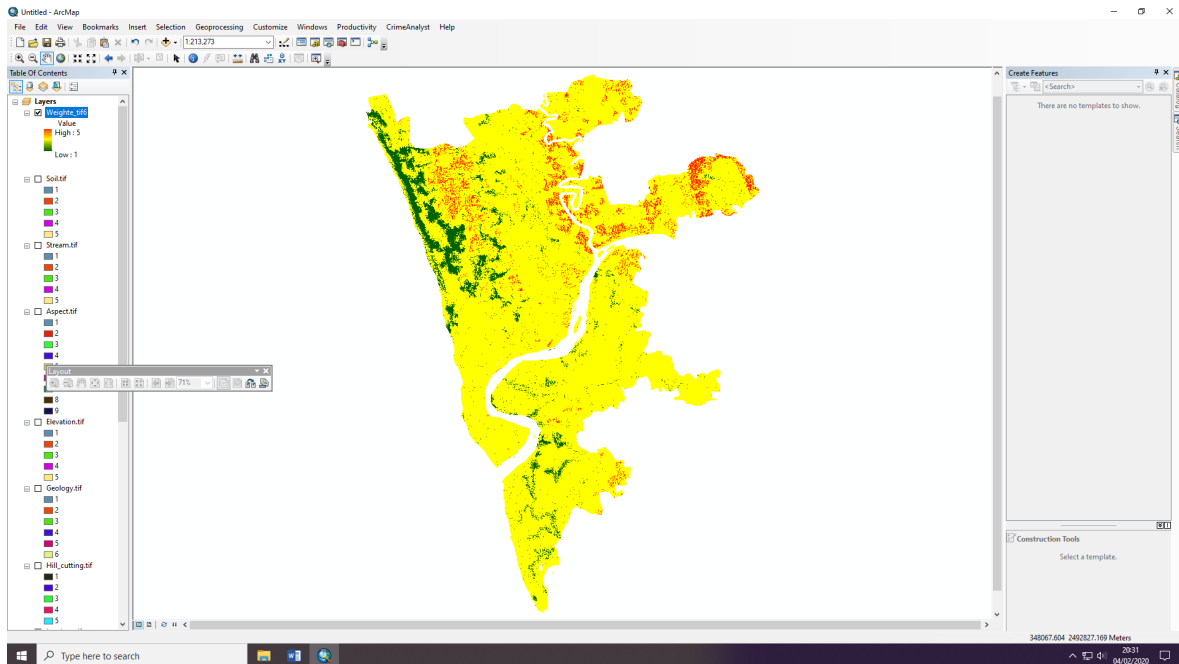 Untitled - ArcMap
File Edit View Bookmarks Insert Selection Geoprocessing Customize Windows Productivity CrimeAnalyst Help
1:213,273
Table Of Contents
Layers
Weighte_tif6
Value
High : 5
Low : 1
Soil.tif
1
2
3
4
5
Stream.tif
1
2
3
4
5
Aspect.tif
1
2
3
4
Layout
71%
8
9
Elevation.tif
1
2
3
4
5
Geology.tif
1
2
3
4
5
6
Hill_cutting.tif
1
2
3
4
5
Create Features
<Search>
There are no templates to show.
Construction Tools
Select a template.
348067.604 2492827.169 Meters
Type here to search
20:31
04/02/2020